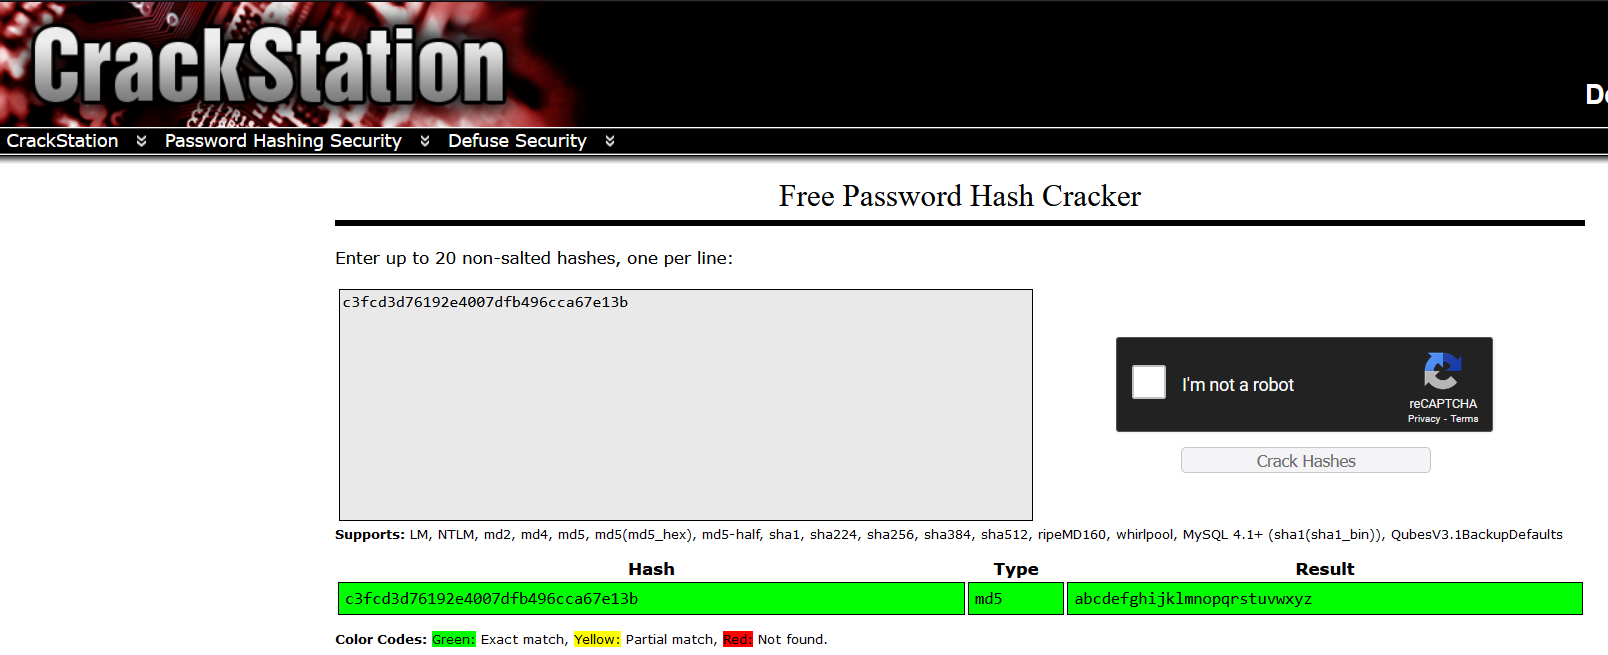 CrackStation
De
CrackStation Password Hashing Security Defuse Security
Free Password Hash Cracker
Enter up to 20 non-salted hashes, one per line:
c3fcd3d76192e4007dfb496cca67e13b
I'm not a robot
reCAPTCHA
Privacy - Terms
Crack Hashes
Supports: LM, NTLM, md2, md4, md5, md5(md5_hex), md5-half, sha1, sha224, sha256, sha384, sha512, ripeMD160, whirlpool, MySQL 4.1+ (sha1(sha1_bin)), QubesV3.1BackupDefaults
Hash Type Result
c3fcd3d76192e4007dfb496cca67e13b md5 abcdefghijklmnopqrstuvwxyz
Color Codes: Green: Exact match, Yellow: Partial match, Red: Not found.